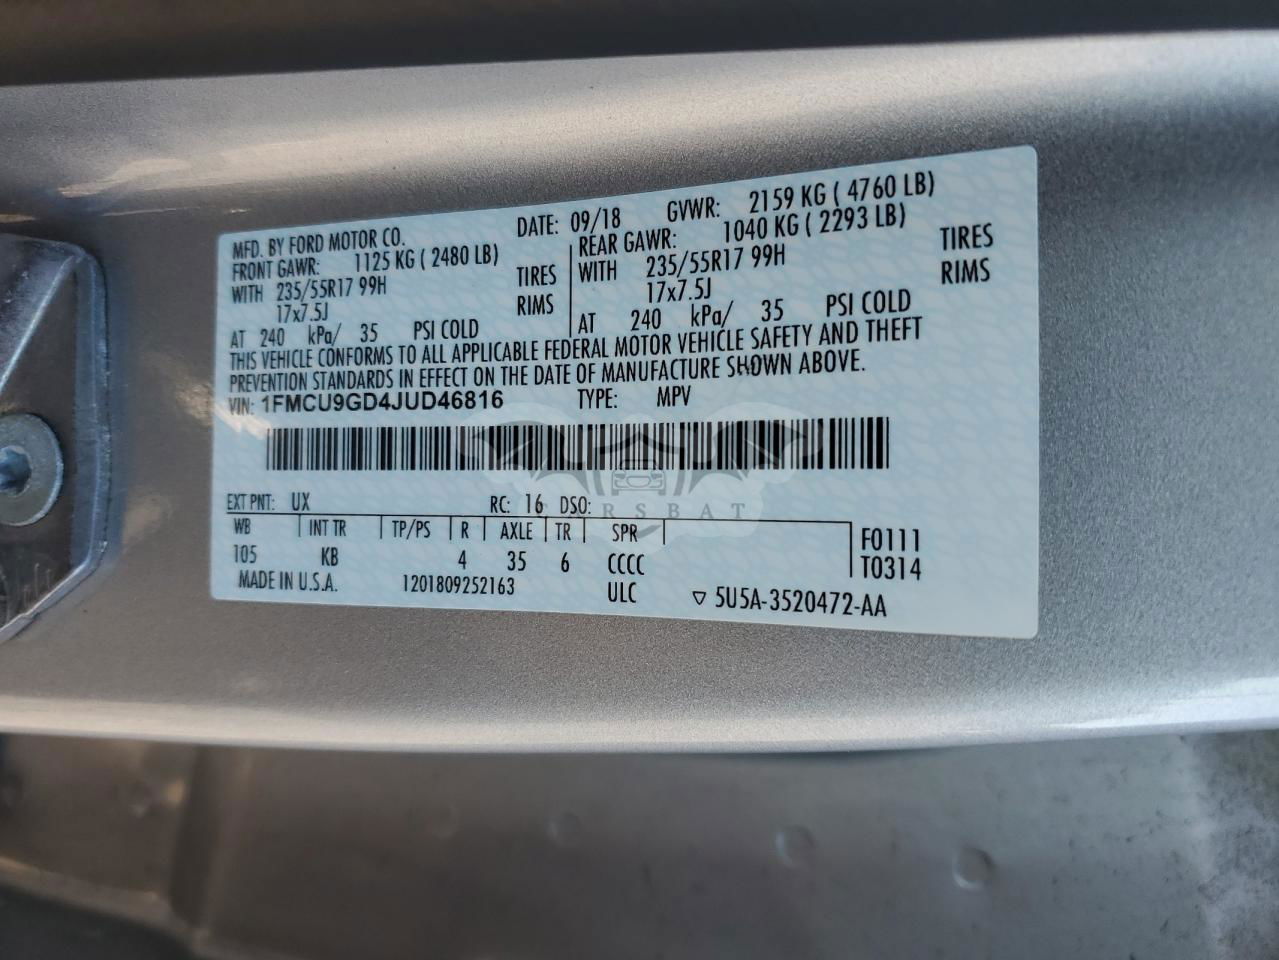 MFD. BY FORD MOTOR CO. DATE: 09/18 GVWR: 2159 KG ( 4760 LB)
FRONT GAWR: 1125 KG ( 2480 LB) REAR GAWR: 1040 KG ( 2293 LB)
WITH 235/55R17 99H TIRES WITH 235/55R17 99H TIRES
17x7.5J RIMS 17x7.5J RIMS
AT 240 kPa/ 35 PSI COLD AT 240 kPa/ 35 PSI COLD
THIS VEHICLE CONFORMS TO ALL APPLICABLE FEDERAL MOTOR VEHICLE SAFETY AND THEFT
PREVENTION STANDARDS IN EFFECT ON THE DATE OF MANUFACTURE SHOWN ABOVE.
VIN: 1FMCU9GD4JUD46816 TYPE: MPV
EXT PNT: UX RC: 16 DSO:
CARSBAT
WB INT TR TP/PS R AXLE TR SPR F0111
105 KB 4 35 6 CCCC T0314
MADE IN U.S.A. 1201809252163 ULC ▽ 5U5A-3520472-AA